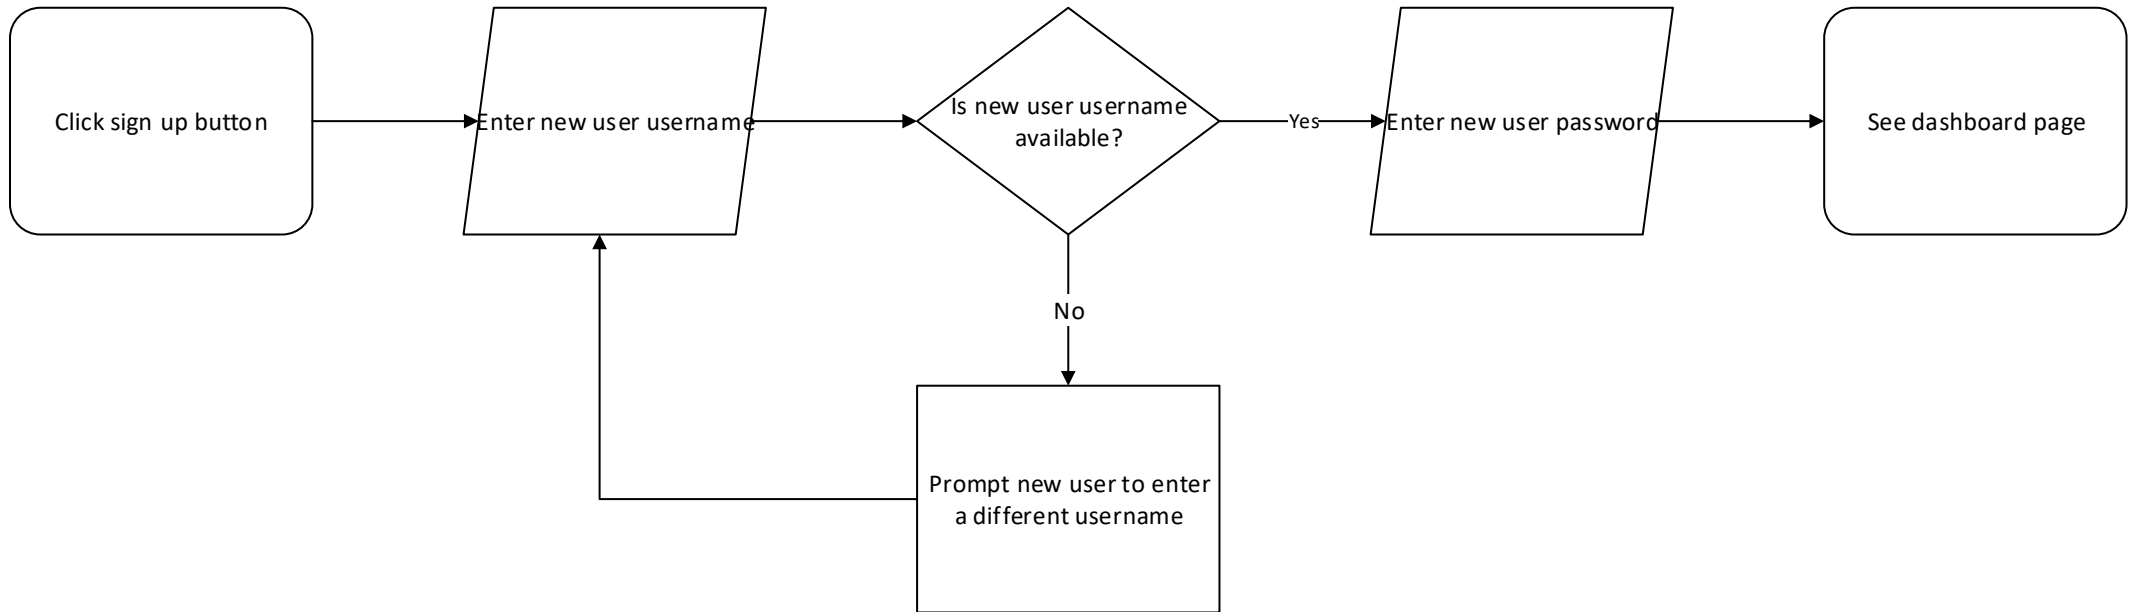 Click sign up button
Enter new user username
Is new user username
available?
Yes
Enter new user password
See dashboard page
No
Prompt new user to enter
a different username